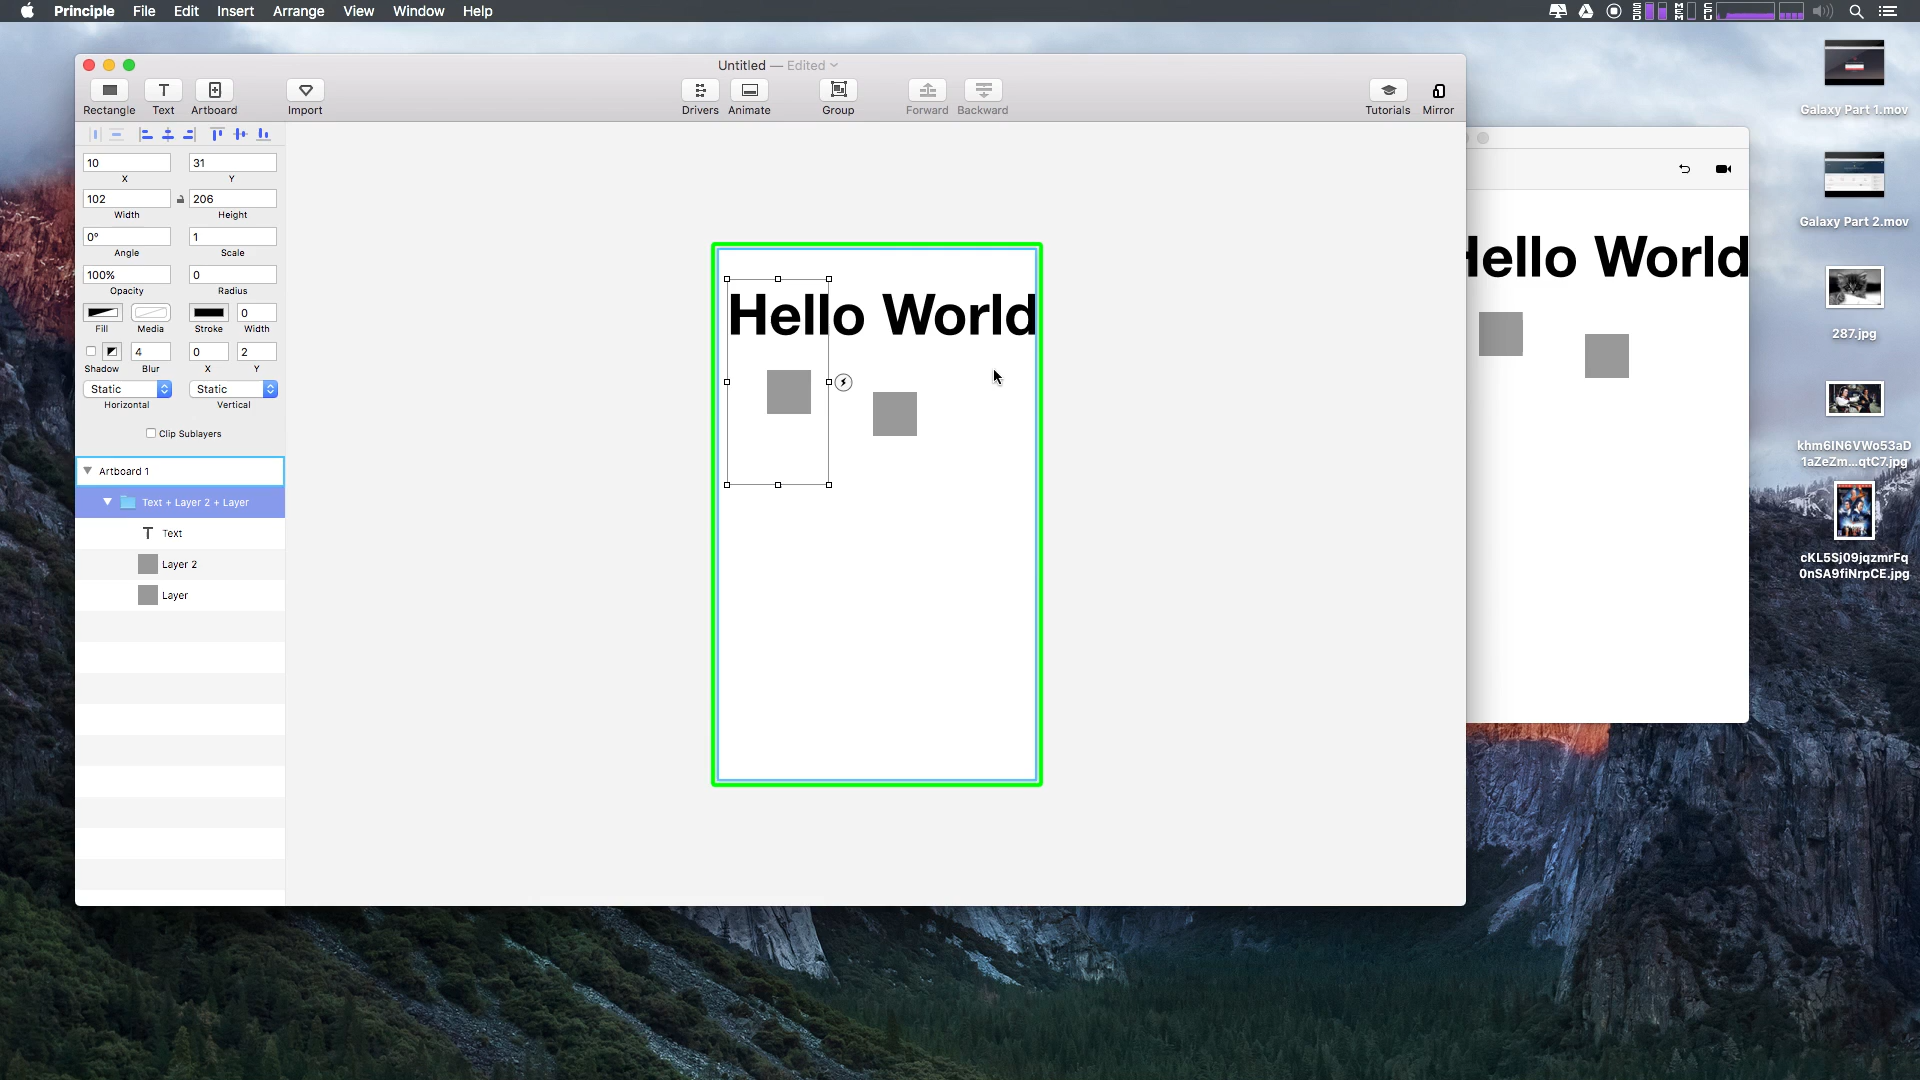 Principle File Edit Insert Arrange View Window Help
SSD MEM CPU
Untitled — Edited
Rectangle Text Artboard Import Drivers Animate Group Forward Backward Tutorials Mirror
10 31
X Y
102 206
Width Height
0° 1
Angle Scale
100% 0
Opacity Radius
0
Fill Media Stroke Width
4 0 2
Shadow Blur X Y
Static Static
Horizontal Vertical
Clip Sublayers
Artboard 1
Text + Layer 2 + Layer
T Text
Layer 2
Layer
Hello World
Hello World
Galaxy Part 1.mov
Galaxy Part 2.mov
287.jpg
khm6IN6VWo53aD
1aZeZm...qtC7.jpg
cKL5Sj09jqzmrFq
0nSA9fiNrpCE.jpg